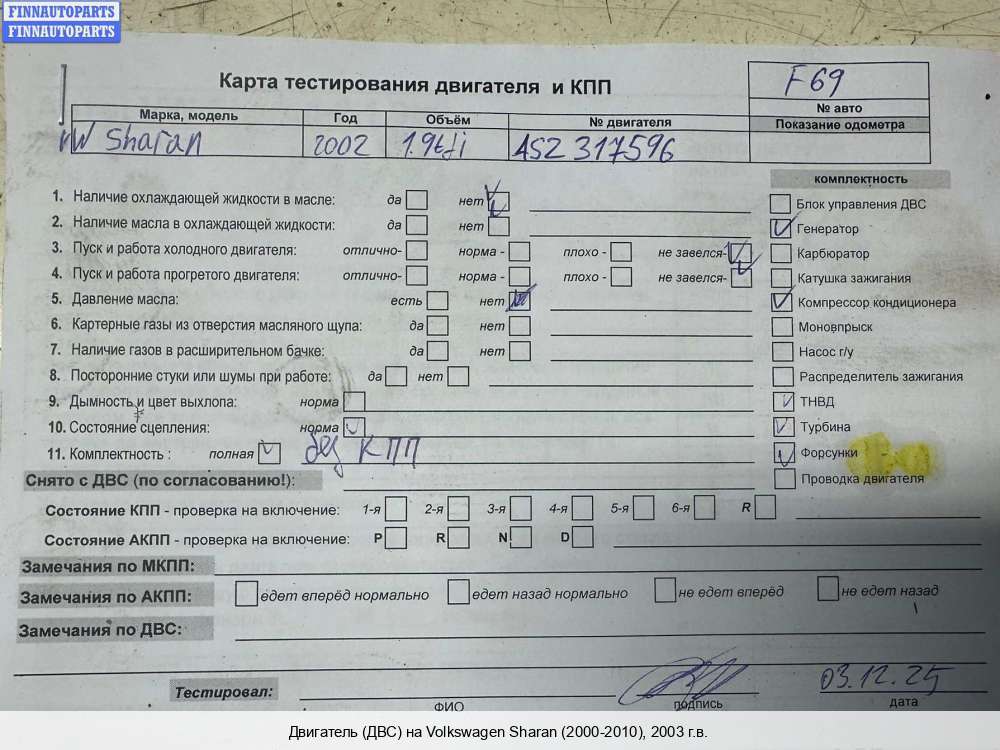 FINNAUTOPARTS
FINNAUTOPARTS
Карта тестирования двигателя и КПП
F69
№ авто
Марка, модель Год Объём № двигателя Показание одометра
VW Sharan 2002 1.9tdi ASZ 317596
комплектность
1. Наличие охлаждающей жидкости в масле: да нет
Блок управления ДВС
2. Наличие масла в охлаждающей жидкости: да нет
Генератор
3. Пуск и работа холодного двигателя: отлично- норма - плохо - не завелся-
Карбюратор
4. Пуск и работа прогретого двигателя: отлично- норма - плохо - не завелся-
Катушка зажигания
5. Давление масла: есть нет
Компрессор кондиционера
6. Картерные газы из отверстия масляного щупа: да нет
Моновпрыск
7. Наличие газов в расширительном бачке: да нет
Насос г/у
8. Посторонние стуки или шумы при работе: да нет
Распределитель зажигания
9. Дымность и цвет выхлопа: норма
ТНВД
10. Состояние сцепления: норма
Турбина
11. Комплектность : полная без КПП
Форсунки
Снято с ДВС (по согласованию!):
Проводка двигателя
Состояние КПП - проверка на включение: 1-я 2-я 3-я 4-я 5-я 6-я R
Состояние АКПП - проверка на включение: P R N D
Замечания по МКПП:
Замечания по АКПП: едет вперёд нормально едет назад нормально не едет вперёд не едет назад
Замечания по ДВС:
Тестировал: 03.12.25
ФИО подпись дата
Двигатель (ДВС) на Volkswagen Sharan (2000-2010), 2003 г.в.